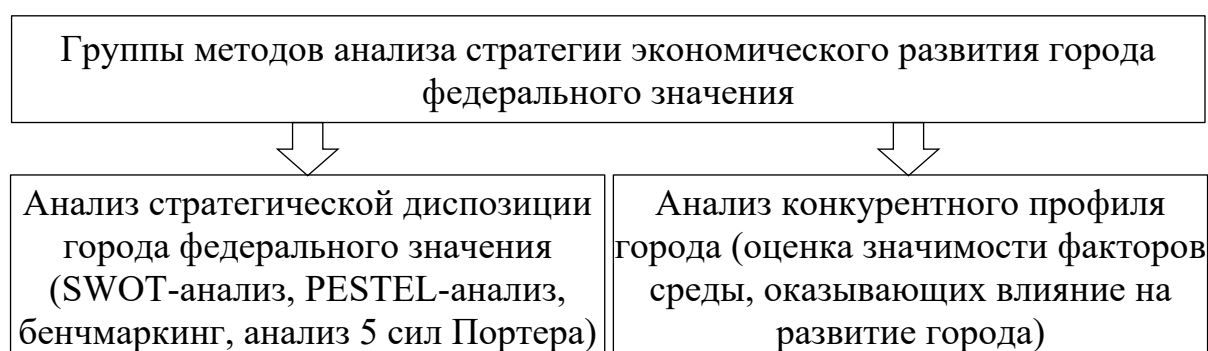 Группы методов анализа стратегии экономического развития города
федерального значения
Анализ стратегической диспозиции
города федерального значения
(SWOT-анализ, PESTEL-анализ,
бенчмаркинг, анализ 5 сил Портера)
Анализ конкурентного профиля
города (оценка значимости факторов
среды, оказывающих влияние на
развитие города)